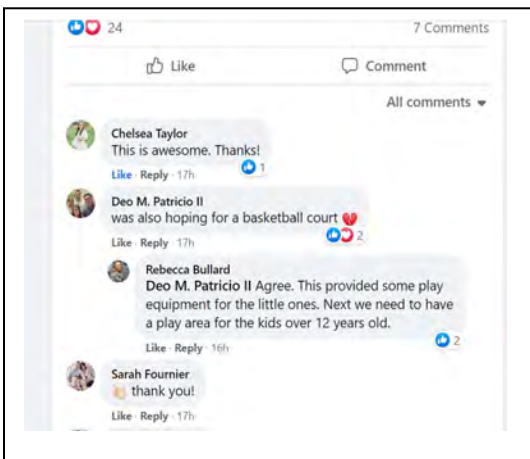 24 7 Comments
Like Comment
All comments
Chelsea Taylor
This is awesome. Thanks!
Like · Reply · 17h 1
Deo M. Patricio II
was also hoping for a basketball court 💔
Like · Reply · 17h 2
Rebecca Bullard
Deo M. Patricio II Agree. This provided some play
equipment for the little ones. Next we need to have
a play area for the kids over 12 years old.
Like · Reply · 16h 2
Sarah Fournier
👏🏻 thank you!
Like · Reply · 17h